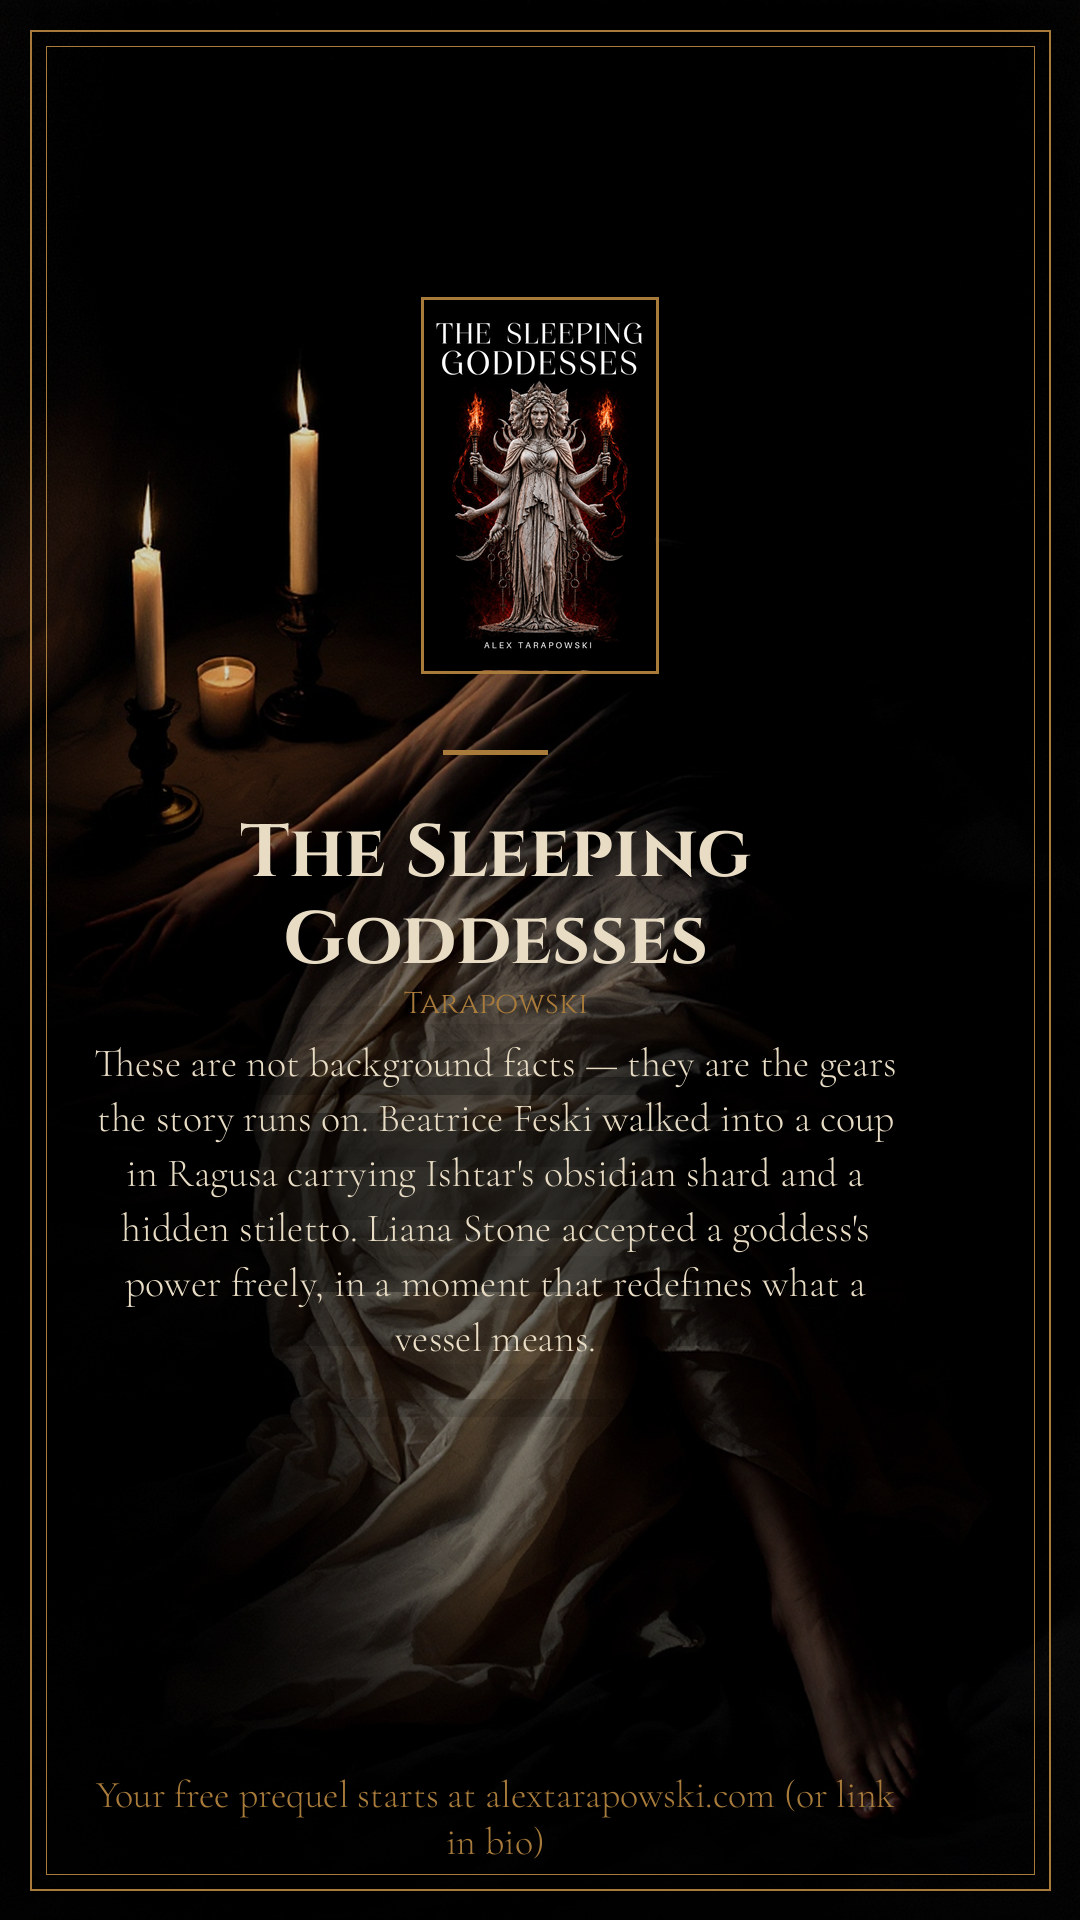 THE SLEEPING
GODDESSES
ALEX TARAPOWSKI
The Sleeping
Goddesses
Tarapowski
These are not background facts — they are the gears
the story runs on. Beatrice Feski walked into a coup
in Ragusa carrying Ishtar's obsidian shard and a
hidden stiletto. Liana Stone accepted a goddess's
power freely, in a moment that redefines what a
vessel means.
Your free prequel starts at alextarapowski.com (or link
in bio)